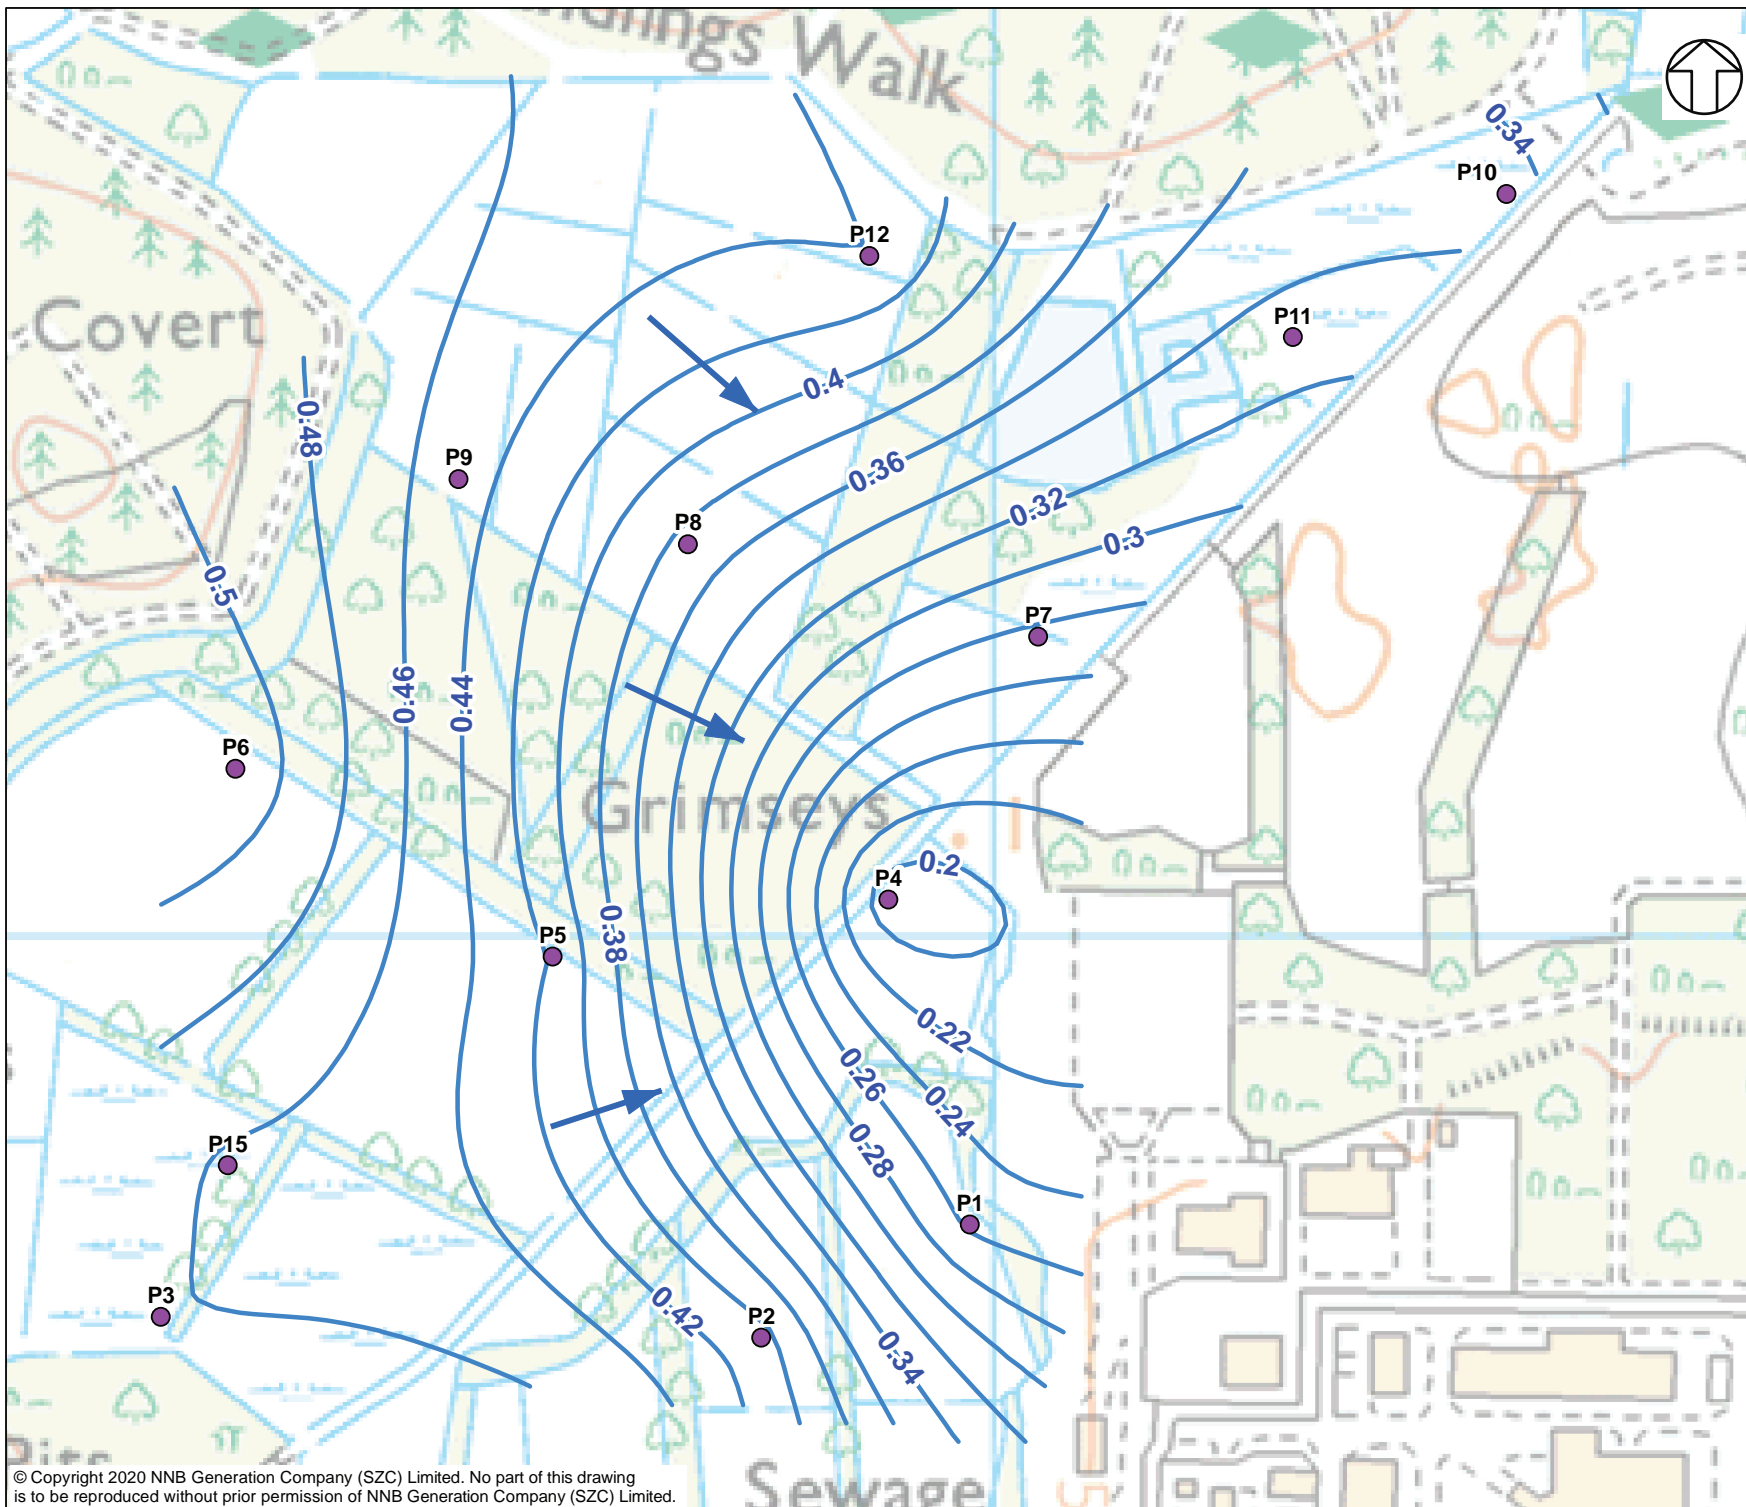 Walk
0.34
P10
P12
Covert
P11
0.4
0.48
P9
0.36
P8
0.32
0.3
0.5
P7
0.46
0.44
P6
Grimseys
0.2
P4
0.38
P5
0.22
0.26
0.24
P15
0.28
P1
P3
0.42
P2
0.34
Sewage
© Copyright 2020 NNB Generation Company (SZC) Limited. No part of this drawing
is to be reproduced without prior permission of NNB Generation Company (SZC) Limited.